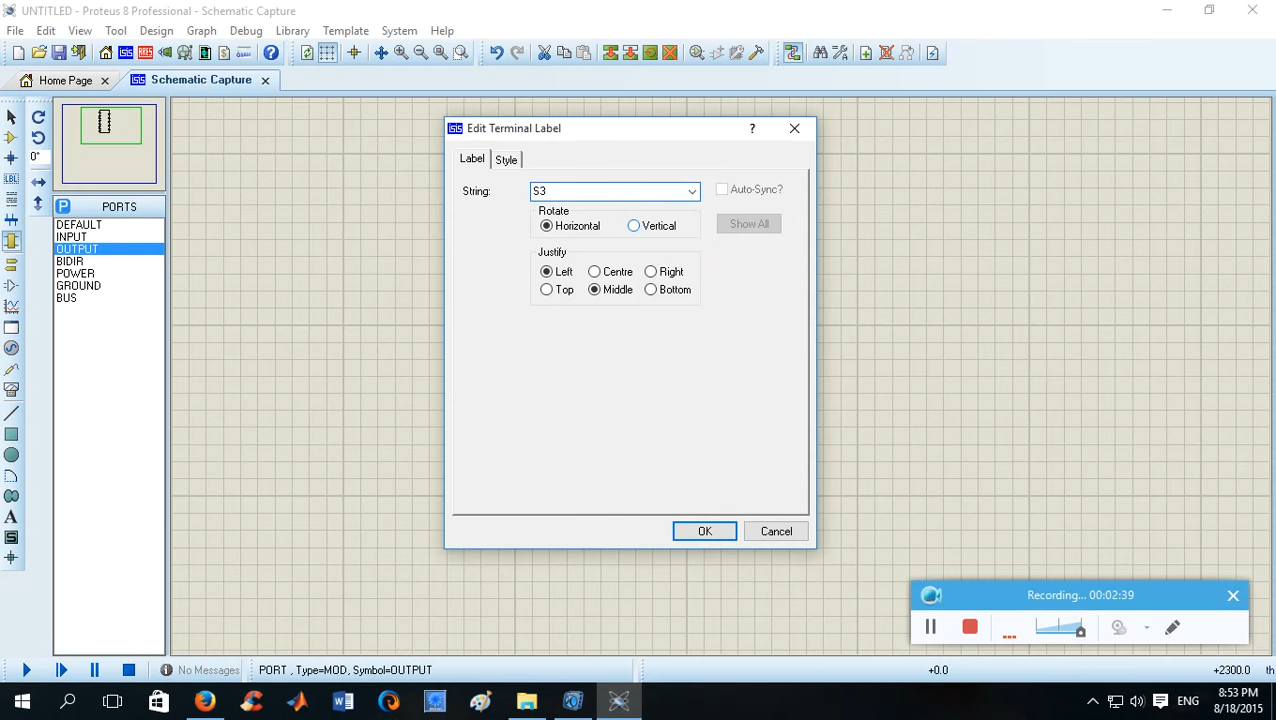 UNTITLED - Proteus 8 Professional - Schematic Capture
File Edit View Tool Design Graph Debug Library Template System Help
Home Page Schematic Capture
Edit Terminal Label
Label Style
String: S3 Auto-Sync?
Rotate
Horizontal Vertical Show All
Justify
Left Centre Right
Top Middle Bottom
OK Cancel
0°
LBL
P PORTS
DEFAULT
INPUT
OUTPUT
BIDIR
POWER
GROUND
BUS
A
Recording... 00:02:39
No Messages PORT , Type=MOD, Symbol=OUTPUT +0.0 +2300.0 th
ENG 8:53 PM
8/18/2015